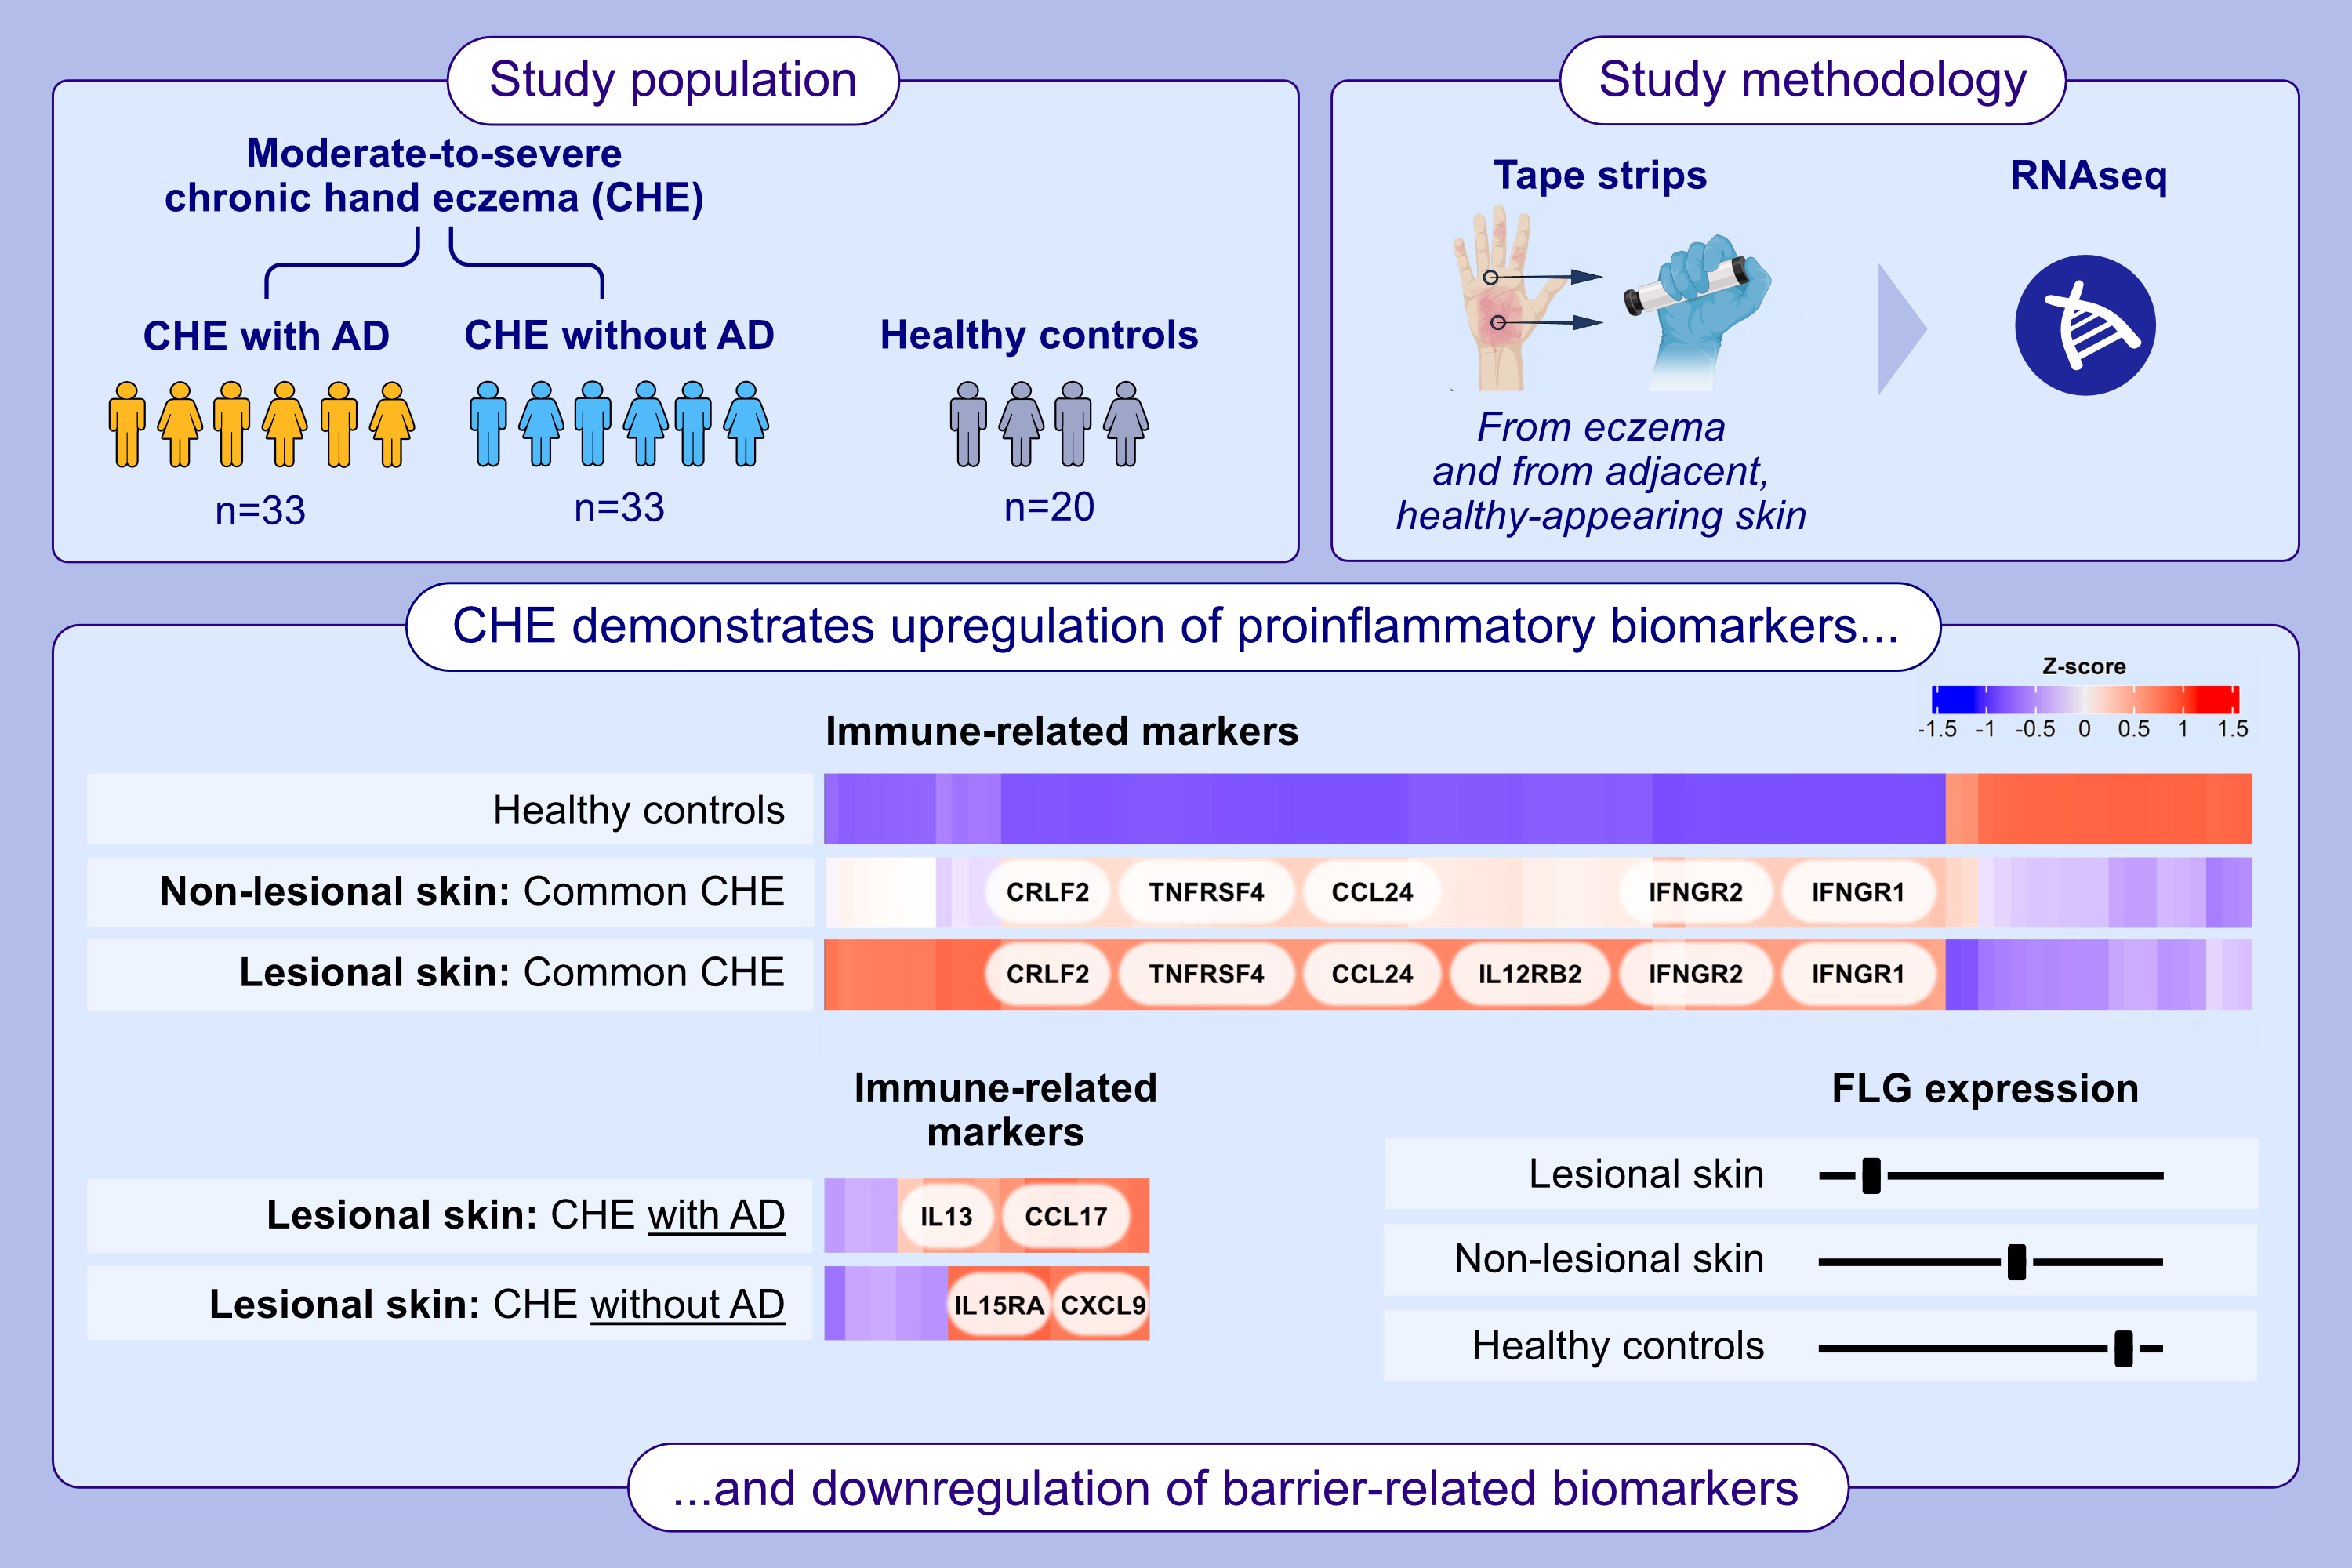 Study population
Moderate-to-severe
chronic hand eczema (CHE)
CHE with AD
CHE without AD
Healthy controls
n=33
n=33
n=20
Study methodology
Tape strips
RNAseq
From eczema
and from adjacent,
healthy-appearing skin
CHE demonstrates upregulation of proinflammatory biomarkers...
Z-score
-1.5 -1 -0.5 0 0.5 1 1.5
Immune-related markers
Healthy controls
Non-lesional skin: Common CHE
CRLF2 TNFRSF4 CCL24 IFNGR2 IFNGR1
Lesional skin: Common CHE
CRLF2 TNFRSF4 CCL24 IL12RB2 IFNGR2 IFNGR1
Immune-related
markers
Lesional skin: CHE with AD
IL13 CCL17
Lesional skin: CHE without AD
IL15RA CXCL9
FLG expression
Lesional skin
Non-lesional skin
Healthy controls
...and downregulation of barrier-related biomarkers